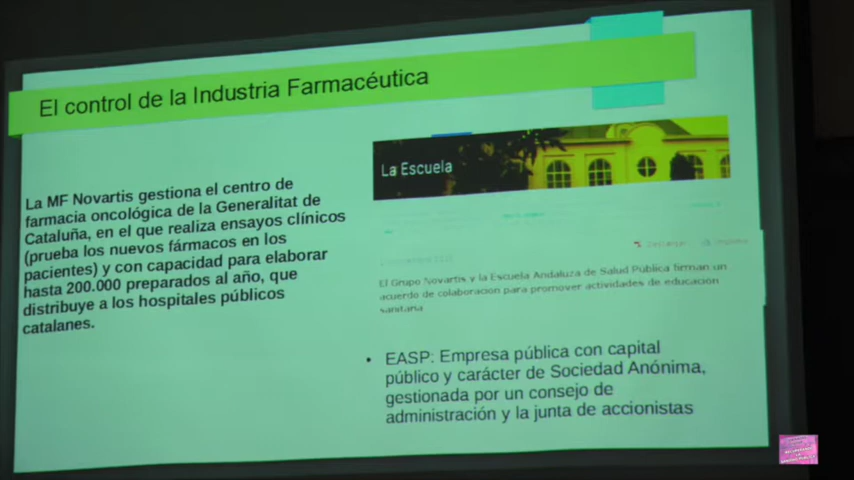 El control de la Industria Farmacéutica
La MF Novartis gestiona el centro de
farmacia oncológica de la Generalitat de
Cataluña, en el que realiza ensayos clínicos
(prueba los nuevos fármacos en los
pacientes) y con capacidad para elaborar
hasta 200.000 preparados al año, que
distribuye a los hospitales públicos
catalanes.
La Escuela
El Grupo Novartis y la Escuela Andaluza de Salud Pública firman un
acuerdo de colaboración para promover actividades de educación
sanitaria
• EASP: Empresa pública con capital
público y carácter de Sociedad Anónima,
gestionada por un consejo de
administración y la junta de accionistas